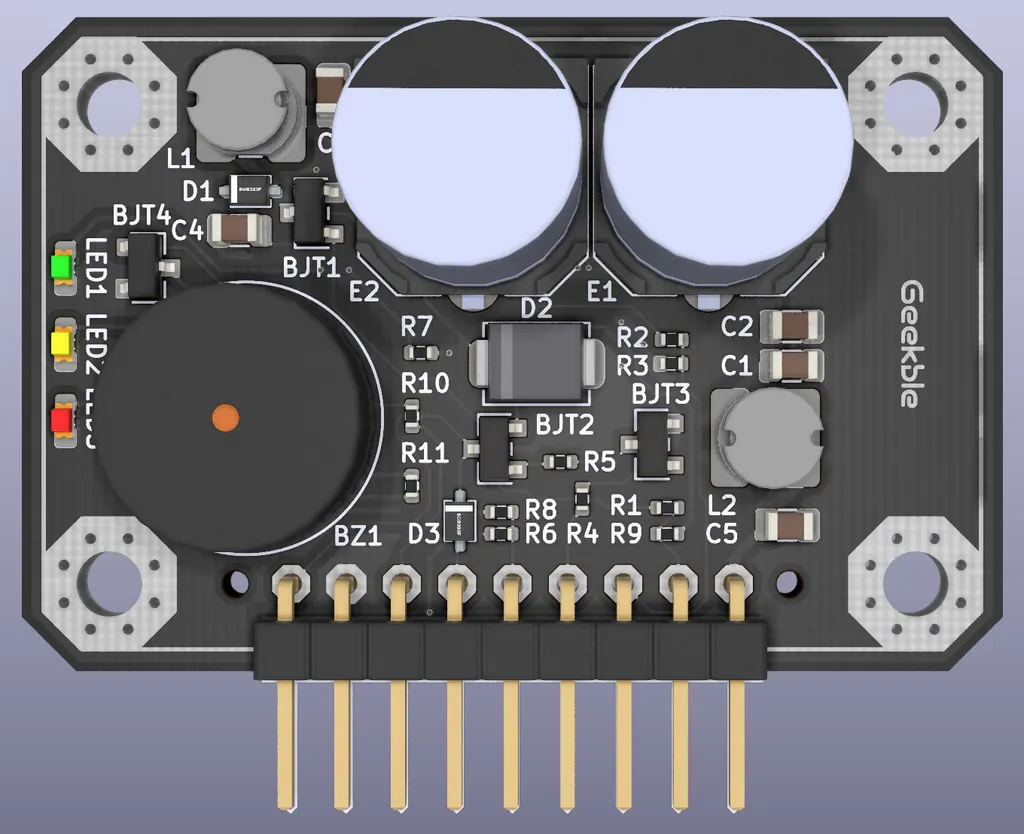 L1
C
D1
BJT4
C4
BJT1
LED1
E2
E1
D2
LED2
R7
R2
C2
R3
C1
R10
BJT3
BJT2
R11
R5
R8
R1
L2
BZ1
D3
R6
R4
R9
C5
Geekble